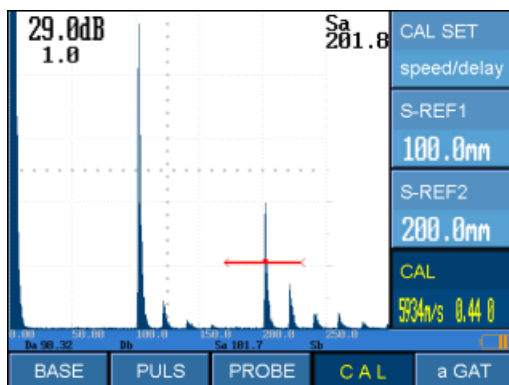 29.0dB
1.0
Sa
201.8
CAL SET
speed/delay
S-REF1
100.0mm
S-REF2
200.0mm
CAL
5934m/s 0.44 0
0.00 50.00 100.0 150.0 200.0 250.0
Da 98.32 Db Sa 101.7 Sb
BASE PULS PROBE CAL a GAT